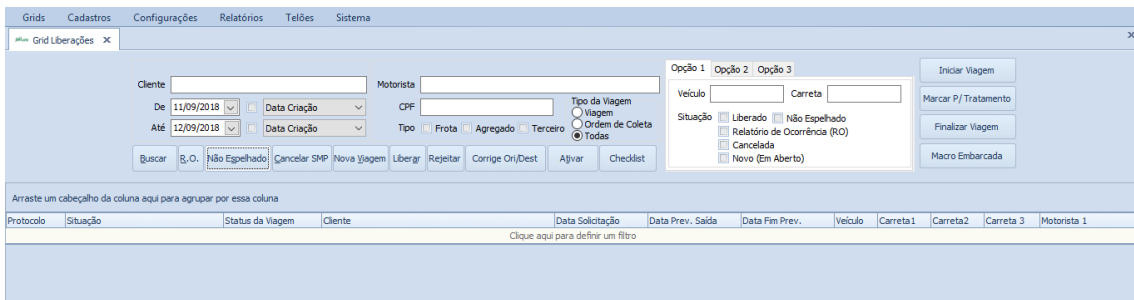 Grids Cadastros Configurações Relatórios Telões Sistema
Grid Liberações X
Cliente
Motorista
De 11/09/2018 Data Criação
CPF
Até 12/09/2018 Data Criação
Tipo Frota Agregado Terceiro
Tipo da Viagem
Viagem
Ordem de Coleta
Todas
Buscar R.O. Não Espelhado Cancelar SMP Nova Viagem Liberar Rejeitar Corrige Ori/Dest Ativar Checklist
Opção 1 Opção 2 Opção 3
Veículo Carreta
Situação Liberado Não Espelhado
Relatório de Ocorrência (RO)
Cancelada
Novo (Em Aberto)
Iniciar Viagem
Marcar P/ Tratamento
Finalizar Viagem
Macro Embarcada
Arraste um cabeçalho da coluna aqui para agrupar por essa coluna
Protocolo Situação Status da Viagem Cliente Data Solicitação Data Prev. Saída Data Fim Prev. Veículo Carreta1 Carreta2 Carreta 3 Motorista 1
Clique aqui para definir um filtro